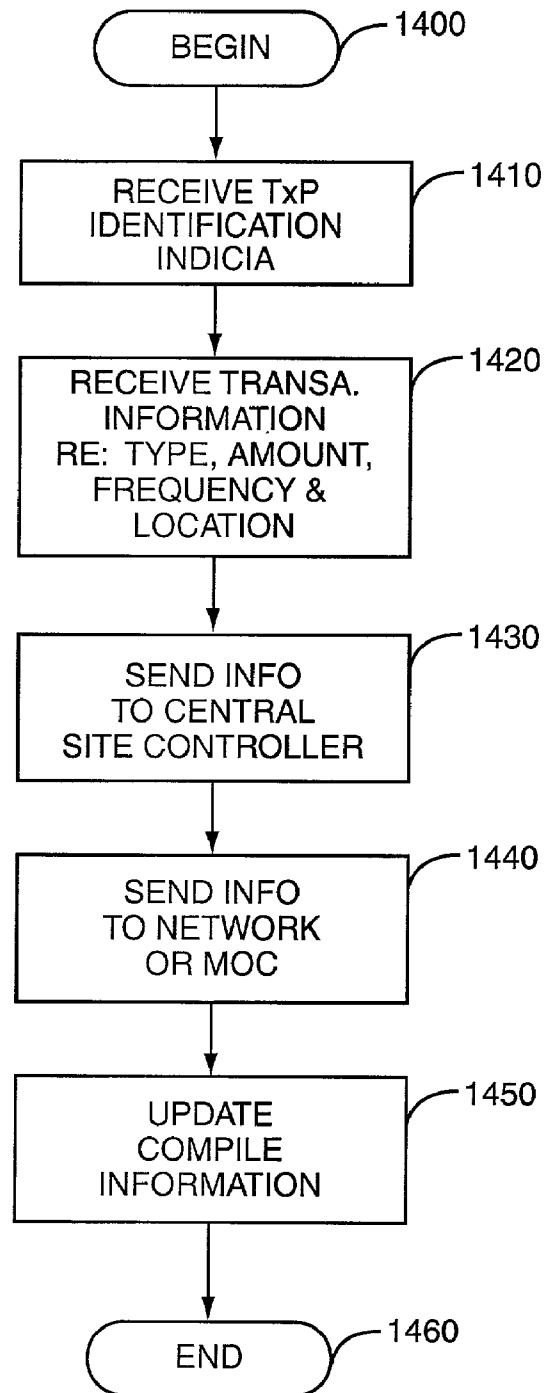 BEGIN
1400
RECEIVE TxP
IDENTIFICATION
INDICIA
1410
RECEIVE TRANSA.
INFORMATION
RE: TYPE, AMOUNT,
FREQUENCY &
LOCATION
1420
SEND INFO
TO CENTRAL
SITE CONTROLLER
1430
SEND INFO
TO NETWORK
OR MOC
1440
UPDATE
COMPILE
INFORMATION
1450
END
1460